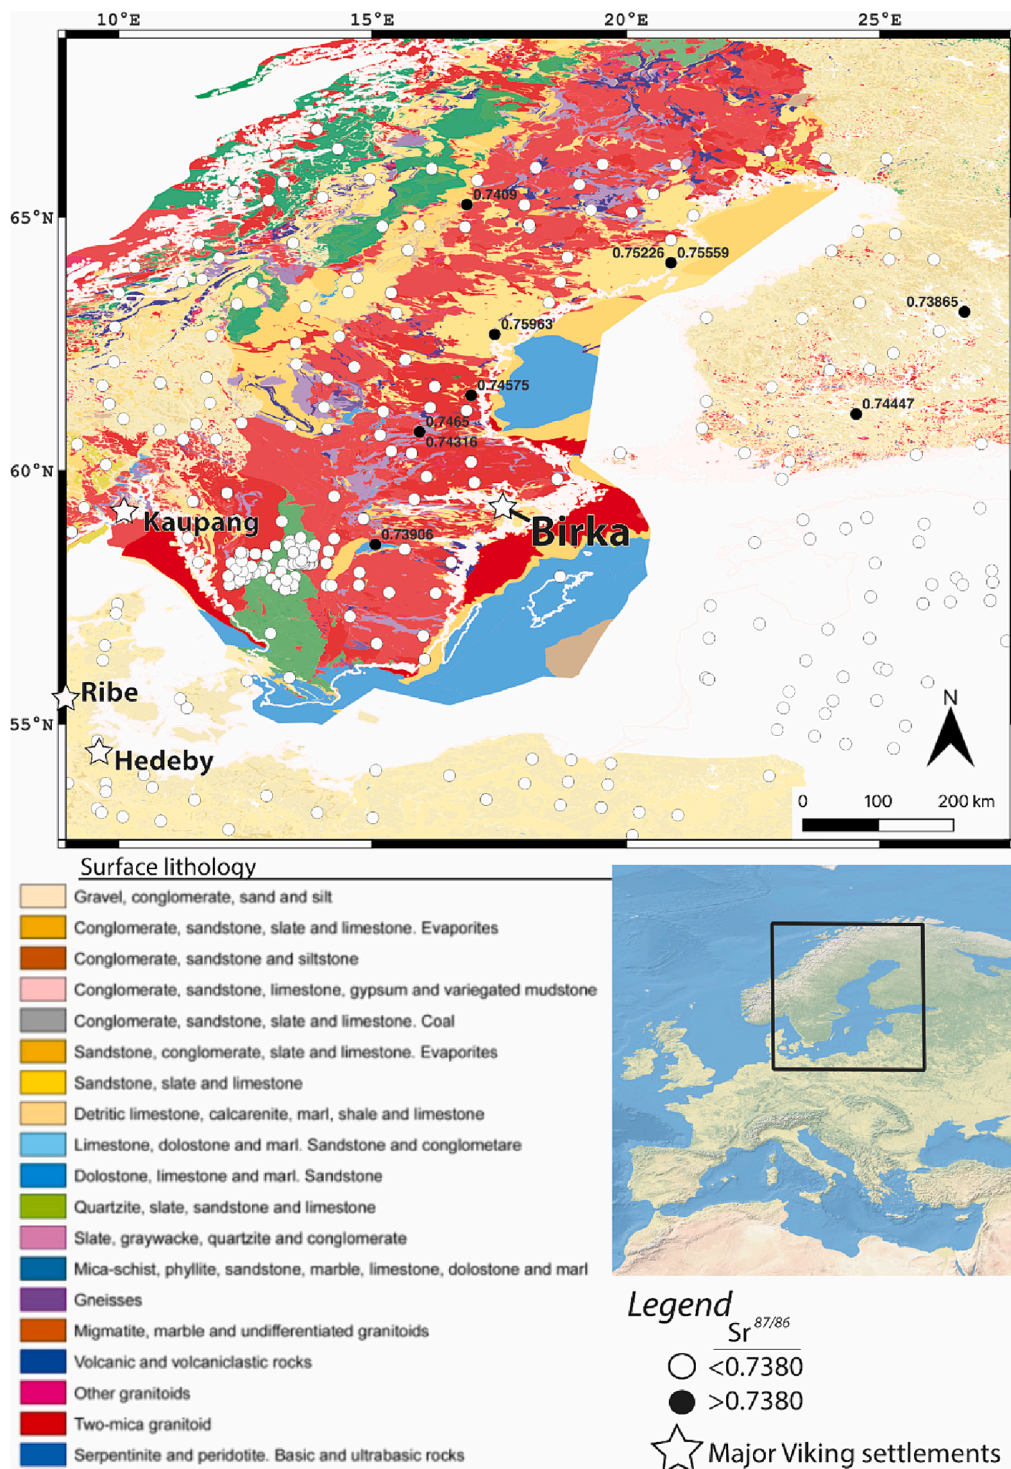 10°E 15°E 20°E 25°E
0.7409
65°N
0.75226 0.75559
0.73865
0.75963
0.74575
0.74447
0.7465
0.74316
60°N
Kaupang
Birka
0.73906
Ribe
N
55°N
Hedeby
0 100 200 km
Surface lithology
Gravel, conglomerate, sand and silt
Conglomerate, sandstone, slate and limestone. Evaporites
Conglomerate, sandstone and siltstone
Conglomerate, sandstone, limestone, gypsum and variegated mudstone
Conglomerate, sandstone, slate and limestone. Coal
Sandstone, conglomerate, slate and limestone. Evaporites
Sandstone, slate and limestone
Detritic limestone, calcarenite, marl, shale and limestone
Limestone, dolostone and marl. Sandstone and conglometare
Dolostone, limestone and marl. Sandstone
Quartzite, slate, sandstone and limestone
Slate, graywacke, quartzite and conglomerate
Mica-schist, phyllite, sandstone, marble, limestone, dolostone and marl
Gneisses
Migmatite, marble and undifferentiated granitoids
Volcanic and volcaniclastic rocks
Other granitoids
Two-mica granitoid
Serpentinite and peridotite. Basic and ultrabasic rocks
Legend
Sr 87/86
<0.7380
>0.7380
Major Viking settlements